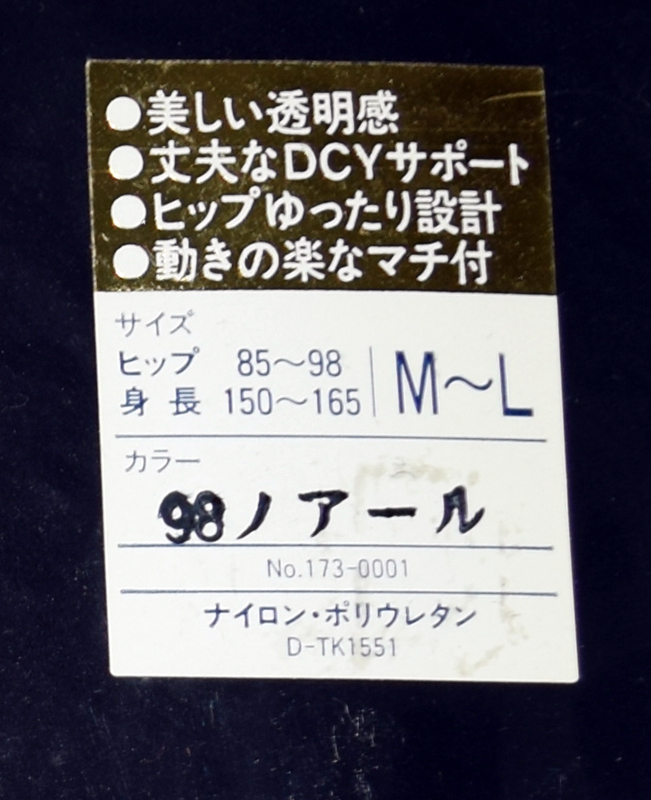 ●美しい透明感
●丈夫なDCYサポート
●ヒップゆったり設計
●動きの楽なマチ付
サイズ
ヒップ 85〜98
身長 150〜165
M〜L
カラー
98ノアール
No.173-0001
ナイロン・ポリウレタン
D-TK1551